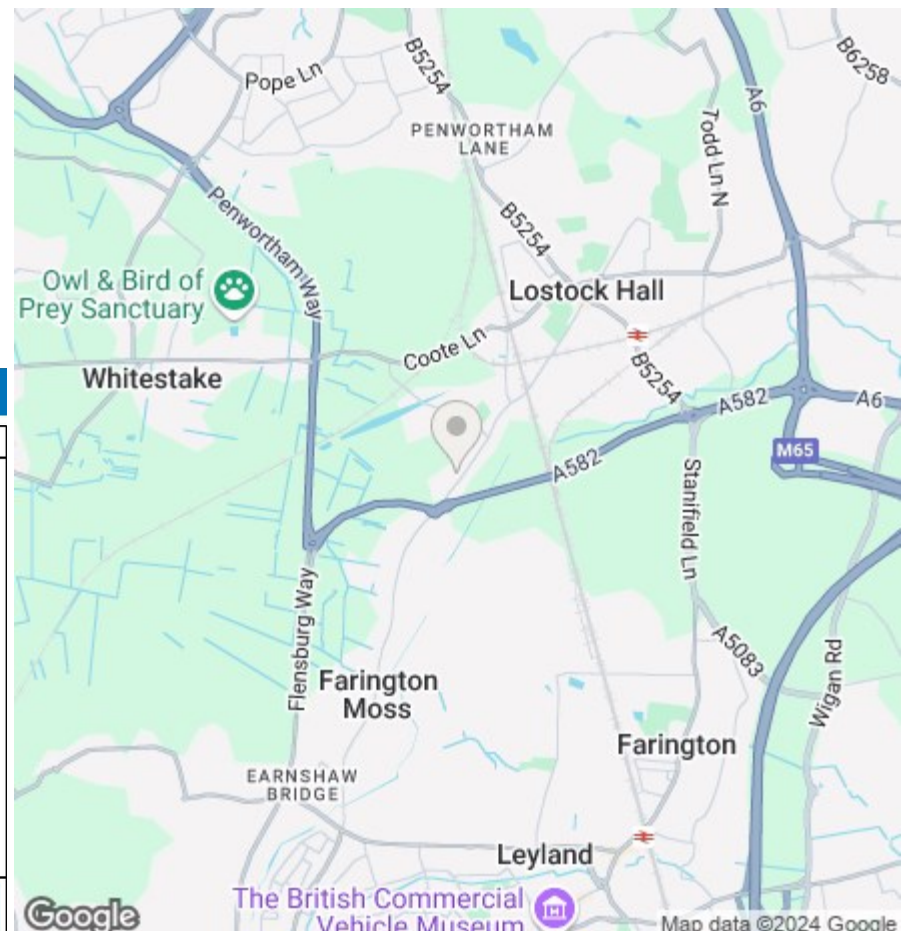 B5254
B6258
Pope Ln
A6
PENWORTHAM
LANE
Todd Ln N
Penwortham Way
B5254
Owl & Bird of
Prey Sanctuary
Lostock Hall
Coote Ln
Whitestake
B5254
A582
A6
M65
A582
Stanifield Ln
Flensburg Way
A5083
Wigan Rd
Farington
Moss
Farington
EARNSHAW
BRIDGE
Leyland
The British Commercial
Vehicle Museum
Google
Map data ©2024 Google